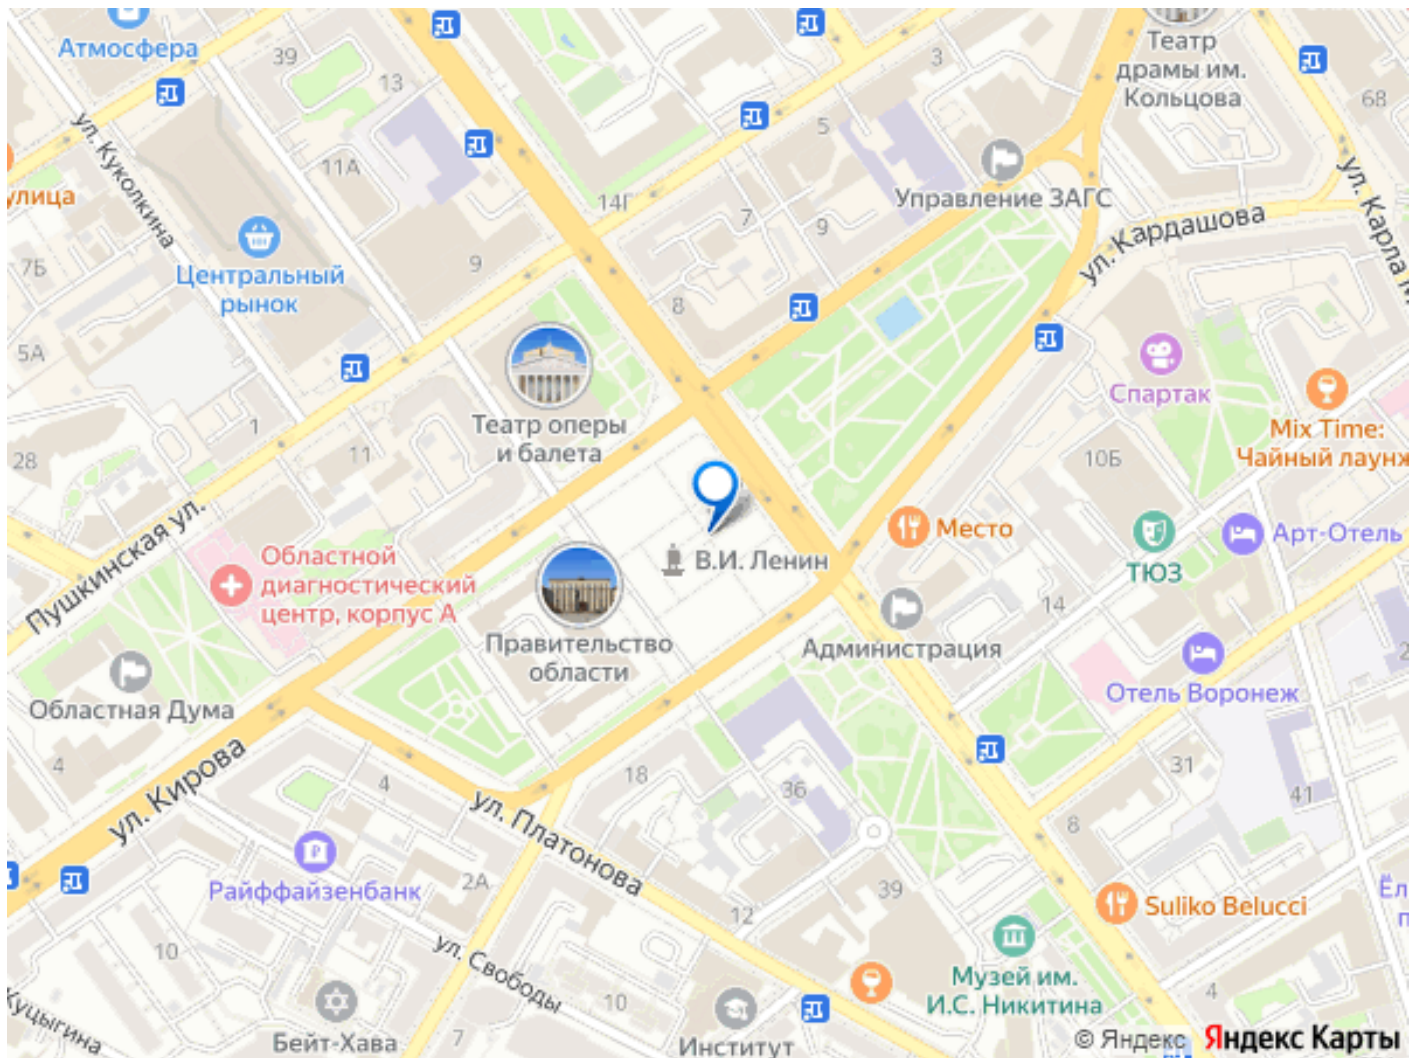 Атмосфера
39
13
3
Театр
драмы им.
Кольцова
68
ул. Куколкина
11А
5
14Г
Управление ЗАГС
ул. Кардашова
улица
7
9
7Б
Центральный
рынок
9
8
5А
Спартак
Театр оперы
и балета
Mix Time:
Чайный лаунж
1
11
28
10Б
Место
Арт-Отель
ТЮЗ
Пушкинская ул.
Областной
диагностический
центр, корпус А
В.И. Ленин
14
Правительство
области
Администрация
Отель Воронеж
Областная Дума
4
ул. Кирова
4
18
36
31
41
8
ул. Платонова
Райффайзенбанк
2А
39
12
Suliko Belucci
10
ул. Свободы
10
Музей им.
И.С. Никитина
4
Куцыгина
Бейт-Хава
7
Институт
© Яндекс Яндекс Карты